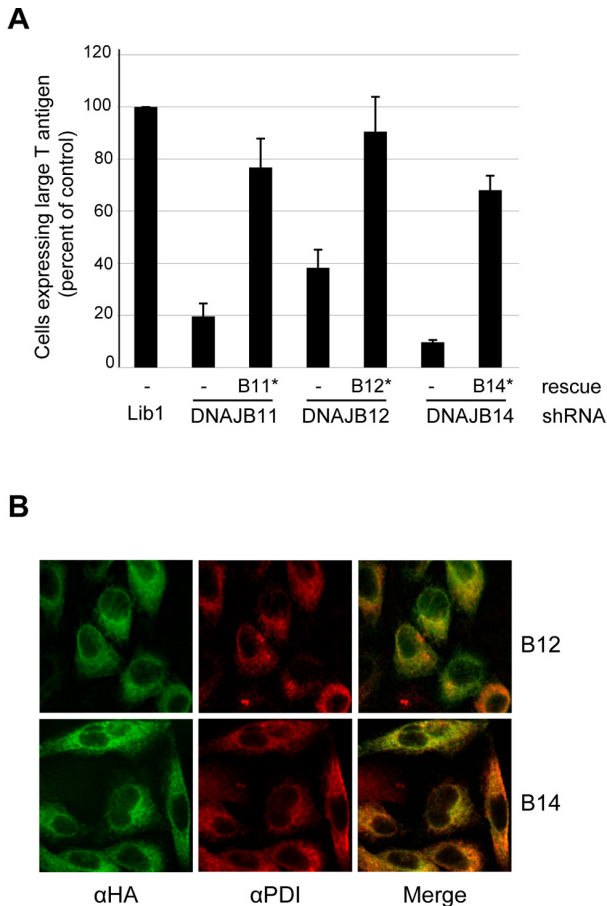 A
Cells expressing large T antigen
(percent of control)
120
100
80
60
40
20
0
- - B11* - B12* - B14* rescue
Lib1 DNAJB11 DNAJB12 DNAJB14 shRNA
B
B12
B14
αHA αPDI Merge